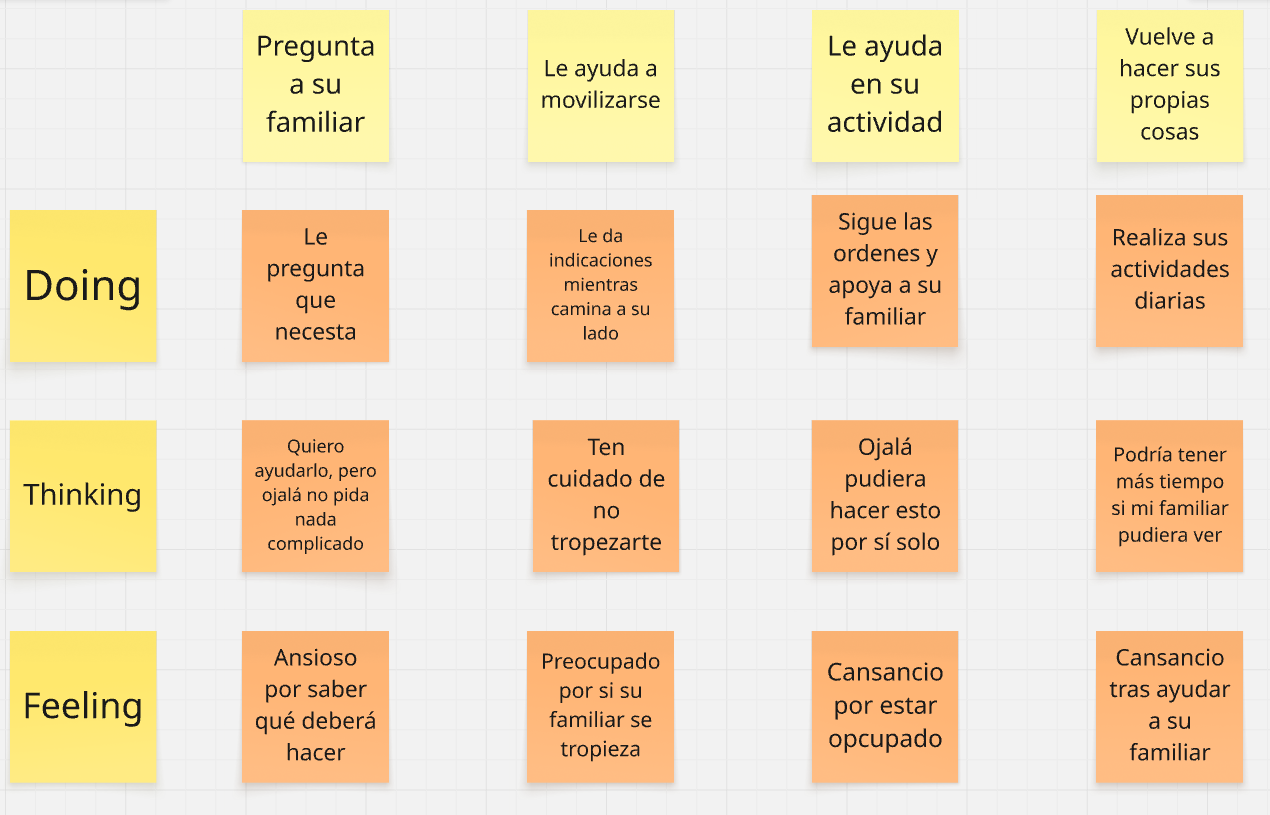 Pregunta
a su
familiar
Le ayuda a
movilizarse
Le ayuda
en su
actividad
Vuelve a
hacer sus
propias
cosas
Doing
Le
pregunta
que
necesta
Le da
indicaciones
mientras
camina a su
lado
Sigue las
ordenes y
apoya a su
familiar
Realiza sus
actividades
diarias
Thinking
Quiero
ayudarlo, pero
ojalá no pida
nada
complicado
Ten
cuidado de
no
tropezarte
Ojalá
pudiera
hacer esto
por sí solo
Podría tener
más tiempo
si mi familiar
pudiera ver
Feeling
Ansioso
por saber
qué deberá
hacer
Preocupado
por si su
familiar se
tropieza
Cansancio
por estar
opcupado
Cansancio
tras ayudar
a su
familiar